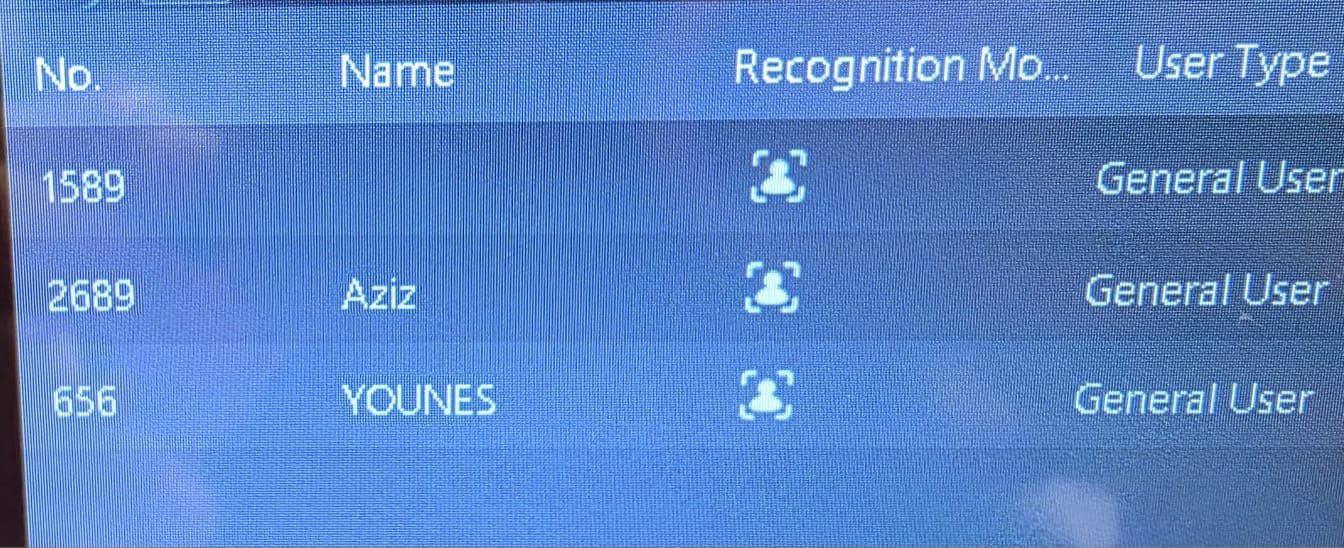 No. Name Recognition Mo... User Type
1589 General User
2689 Aziz General User
656 YOUNES General User